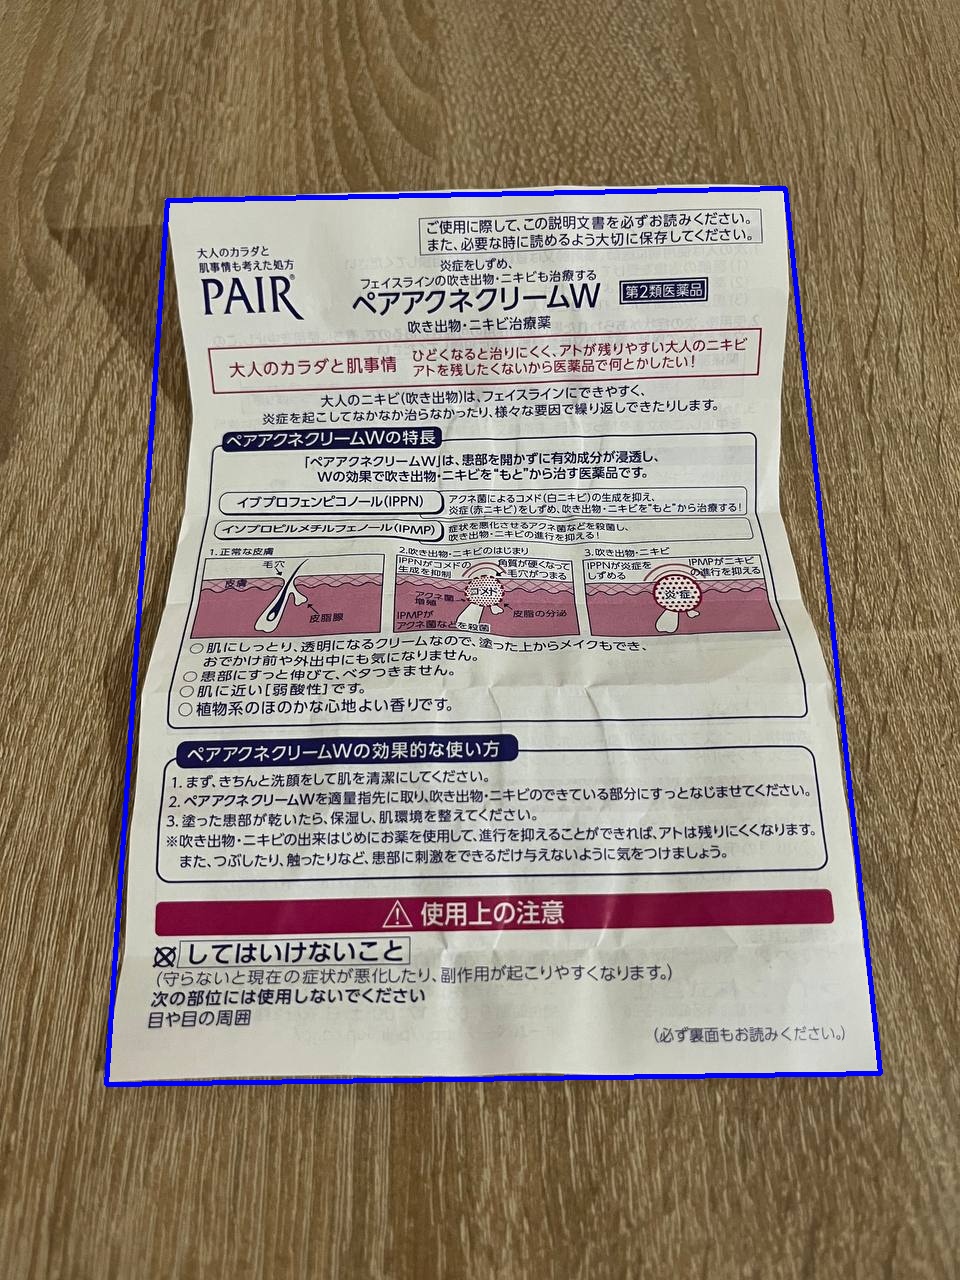 ご使用に際して、この説明文書を必ずお読みください。
また、必要な時に読めるよう大切に保存してください。
大人のカラダと
肌事情も考えた処方
PAIR®
炎症をしずめ、
フェイスラインの吹き出物・ニキビも治療する
ペアアクネクリームW
第2類医薬品
吹き出物・ニキビ治療薬
大人のカラダと肌事情
ひどくなると治りにくく、アトが残りやすい大人のニキビ
アトを残したくないから医薬品で何とかしたい!
大人のニキビ(吹き出物)は、フェイスラインにできやすく、
炎症を起こしてなかなか治らなかったり、様々な要因で繰り返しできたりします。
ペアアクネクリームWの特長
「ペアアクネクリームW」は、患部を開かずに有効成分が浸透し、
Wの効果で吹き出物・ニキビを"もと"から治す医薬品です。
イブプロフェンピコノール(IPPN)
アクネ菌によるコメド(白ニキビ)の生成を抑え、
炎症(赤ニキビ)をしずめ、吹き出物・ニキビを"もと"から治療する!
イソプロピルメチルフェノール(IPMP)
症状を悪化させるアクネ菌などを殺菌し、
吹き出物・ニキビの進行を抑える!
1.正常な皮膚
毛穴
皮膚
皮脂腺
2.吹き出物・ニキビのはじまり
IPPNがコメドの
生成を抑制
角質が硬くなって
毛穴がつまる
コメド
アクネ菌
増殖
皮脂の分泌
IPMPが
アクネ菌などを殺菌
3.吹き出物・ニキビ
IPPNが炎症を
しずめる
IPMPがニキビ
の進行を抑える
炎・症
○肌にしっとり、透明になるクリームなので、塗った上からメイクもでき、
おでかけ前や外出中にも気になりません。
○患部にすっと伸びて、ベタつきません。
○肌に近い[弱酸性]です。
○植物系のほのかな心地よい香りです。
ペアアクネクリームWの効果的な使い方
1.まず、きちんと洗顔をして肌を清潔にしてください。
2.ペアアクネクリームWを適量指先に取り、吹き出物・ニキビのできている部分にすっとなじませてください。
3.塗った患部が乾いたら、保湿し、肌環境を整えてください。
※吹き出物・ニキビの出来はじめにお薬を使用して、進行を抑えることができれば、アトは残りにくくなります。
また、つぶしたり、触ったりなど、患部に刺激をできるだけ与えないように気をつけましょう。
⚠ 使用上の注意
してはいけないこと
(守らないと現在の症状が悪化したり、副作用が起こりやすくなります。)
次の部位には使用しないでください
目や目の周囲
(必ず裏面もお読みください。)